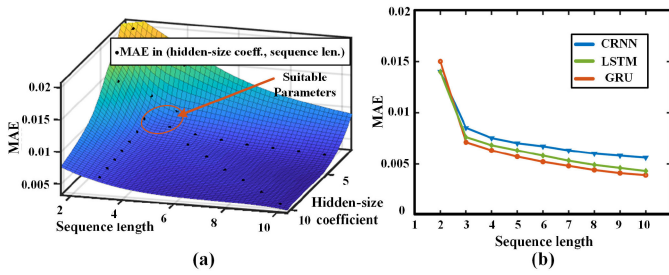 (a)
•MAE in (hidden-size coeff., sequence len.)
Suitable
Parameters
0.02
0.015
0.01
0.005
MAE
2
4
6
8
10
Sequence length
5
10
Hidden-size
coefficient
(a)
(b)
0.02
0.015
0.01
0.005
0
MAE
CRNN
LSTM
GRU
1 2 3 4 5 6 7 8 9 10
Sequence length
(b)